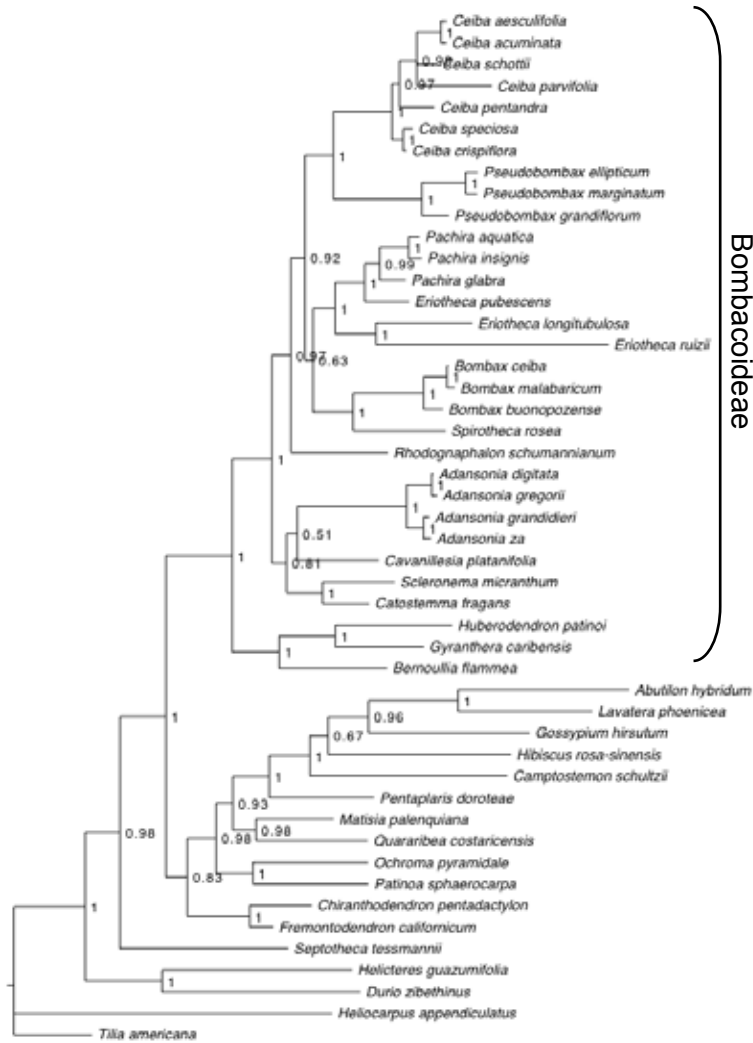 Ceiba aesculifolia
1
Ceiba acuminata
0.98
Ceiba schottii
0.97
Ceiba parvifolia
Ceiba pentandra
1
Ceiba speciosa
1
Ceiba crispiflora
1
Pseudobombax ellipticum
1
Pseudobombax marginatum
1
Pseudobombax grandiflorum
Pachira aquatica
1
Pachira insignis
0.92
0.99
Pachira glabra
1
Eriotheca pubescens
1
Eriotheca longitubulosa
1
Eriotheca ruizii
0.97
0.63
Bombax ceiba
1
Bombax malabaricum
1
Bombax buonopozense
1
Spirotheca rosea
Rhodognaphalon schumannianum
1
Adansonia digitata
1
Adansonia gregorii
1
Adansonia grandidieri
1
Adansonia za
0.51
Cavanillesia platanifolia
0.81
Scleronema micranthum
1
Catostemma fragans
1
Huberodendron patinoi
1
Gyranthera caribensis
1
Bernoullia flammea
Bombacoideae
Abutilon hybridum
1
Lavatera phoenicea
0.96
Gossypium hirsutum
0.67
Hibiscus rosa-sinensis
1
Camptostemon schultzii
1
1
Pentaplaris doroteae
0.93
Matisia palenquiana
0.98
0.98
Quararibea costaricensis
0.98
Ochroma pyramidale
1
0.83
Patinoa sphaerocarpa
1
Chiranthodendron pentadactylon
1
Fremontodendron californicum
Septotheca tessmannii
Helicteres guazumifolia
1
Durio zibethinus
Heliocarpus appendiculatus
Tilia americana